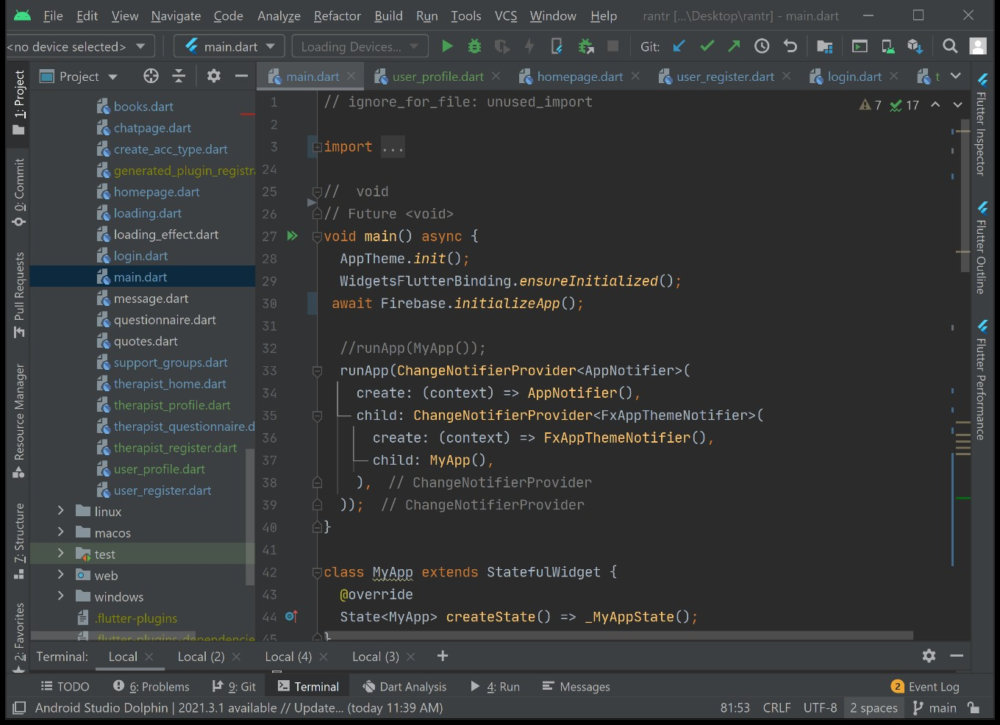 File Edit View Navigate Code Analyze Refactor Build Run Tools VCS Window Help rantr [...\Desktop\rantr] - main.dart
<no device selected> main.dart Loading Devices... Git:
Project
main.dart user_profile.dart homepage.dart user_register.dart login.dart t
1: Project
0: Commit
Pull Requests
Resource Manager
7: Structure
2: Favorites
books.dart
chatpage.dart
create_acc_type.dart
generated_plugin_registr
homepage.dart
loading.dart
loading_effect.dart
login.dart
main.dart
message.dart
questionnaire.dart
quotes.dart
support_groups.dart
therapist_home.dart
therapist_profile.dart
therapist_questionnaire.d
therapist_register.dart
user_profile.dart
user_register.dart
linux
macos
test
web
windows
.flutter-plugins
.flutter-plugins-dependencie
7 17
1 // ignore_for_file: unused_import
2
3 import ...
24
25 //  void
26 // Future <void>
27 void main() async {
28 AppTheme.init();
29 WidgetsFlutterBinding.ensureInitialized();
30 await Firebase.initializeApp();
31
32 //runApp(MyApp());
33 runApp(ChangeNotifierProvider<AppNotifier>(
34 create: (context) => AppNotifier(),
35 child: ChangeNotifierProvider<FxAppThemeNotifier>(
36 create: (context) => FxAppThemeNotifier(),
37 child: MyApp(),
38 ), // ChangeNotifierProvider
39 )); // ChangeNotifierProvider
40 }
41
42 class MyApp extends StatefulWidget {
43 @override
44 State<MyApp> createState() => _MyAppState();
45 }
Flutter Inspector
Flutter Outline
Flutter Performance
Terminal: Local Local (2) Local (4) Local (3)
TODO 6: Problems 9: Git Terminal Dart Analysis 4: Run Messages 2 Event Log
Android Studio Dolphin | 2021.3.1 available // Update... (today 11:39 AM) 81:53 CRLF UTF-8 2 spaces main